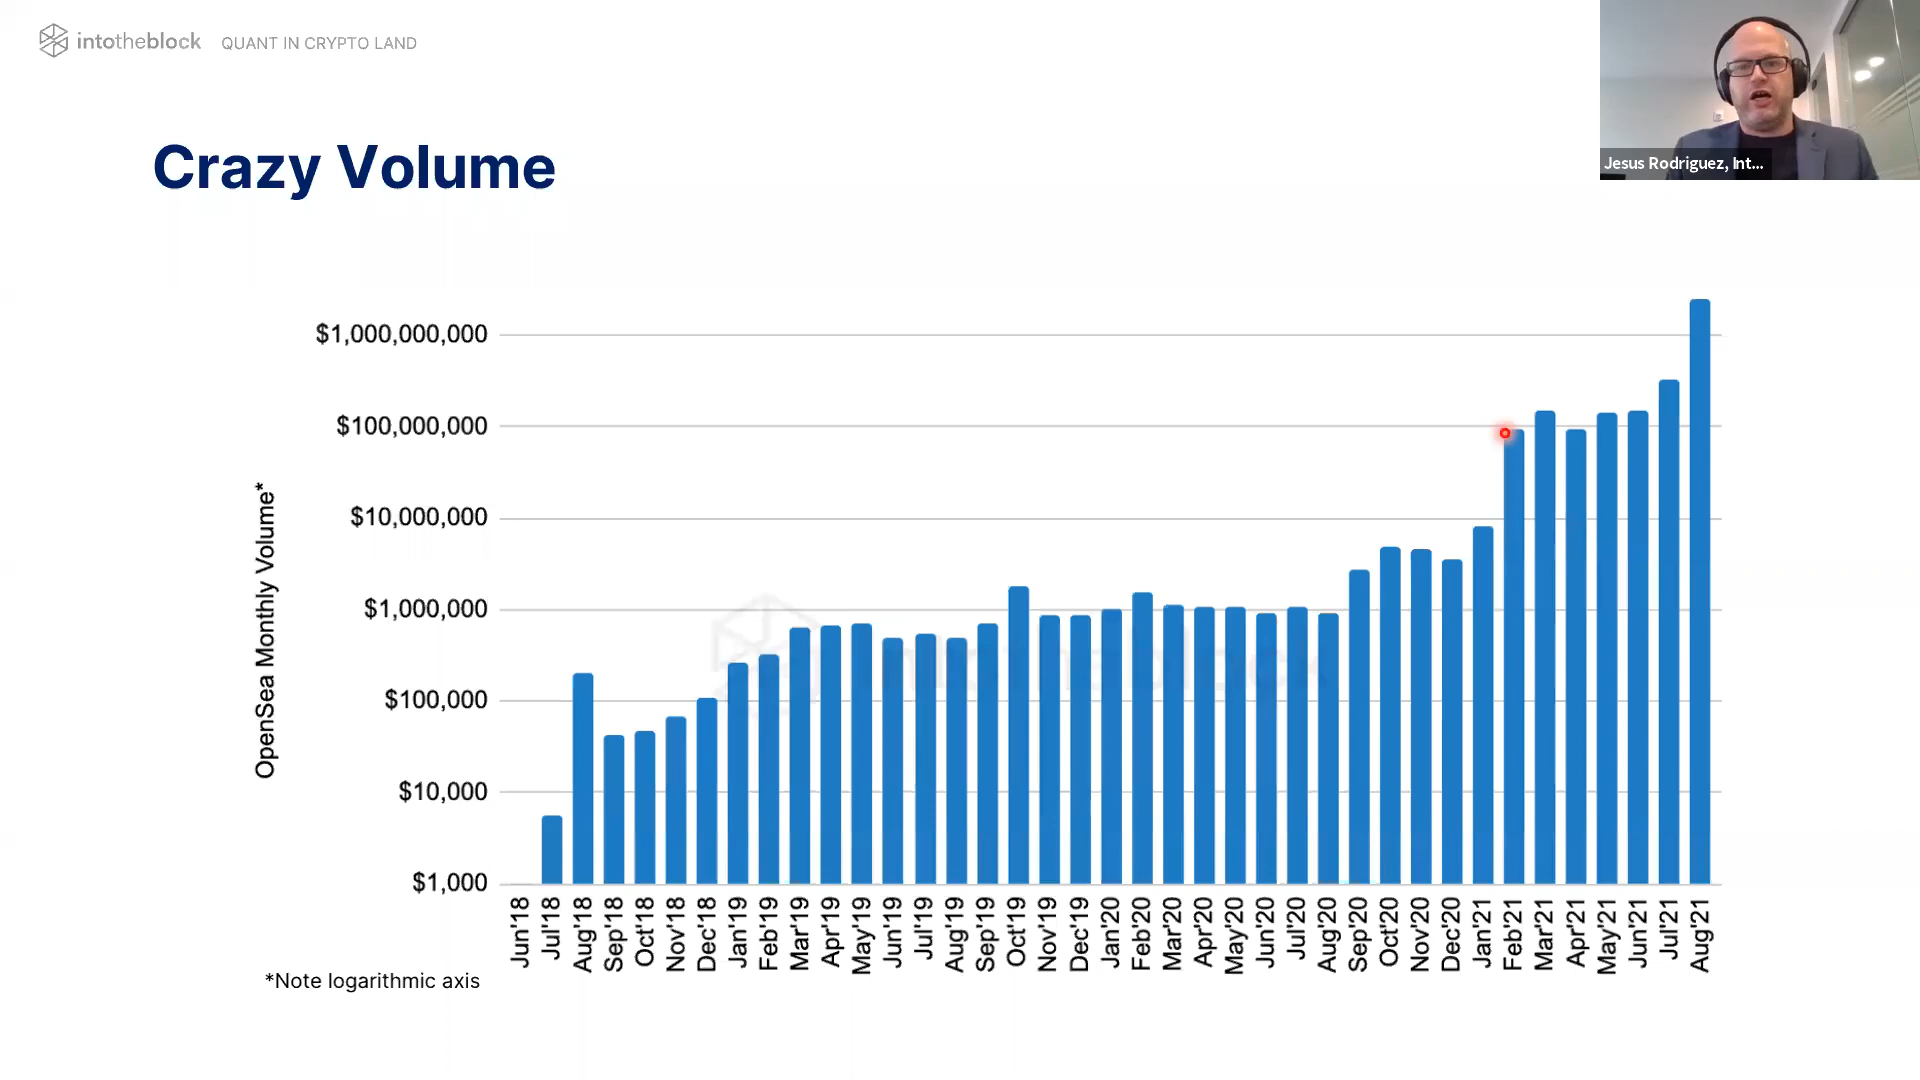 intotheblock QUANT IN CRYPTO LAND
Jesus Rodriguez, Int...
Crazy Volume
OpenSea Monthly Volume*
$1,000,000,000
$100,000,000
$10,000,000
$1,000,000
$100,000
$10,000
$1,000
intotheblock
Jun'18 Jul'18 Aug'18 Sep'18 Oct'18 Nov'18 Dec'18 Jan'19 Feb'19 Mar'19 Apr'19 May'19 Jun'19 Jul'19 Aug'19 Sep'19 Oct'19 Nov'19 Dec'19 Jan'20 Feb'20 Mar'20 Apr'20 May'20 Jun'20 Jul'20 Aug'20 Sep'20 Oct'20 Nov'20 Dec'20 Jan'21 Feb'21 Mar'21 Apr'21 May'21 Jun'21 Jul'21 Aug'21
*Note logarithmic axis